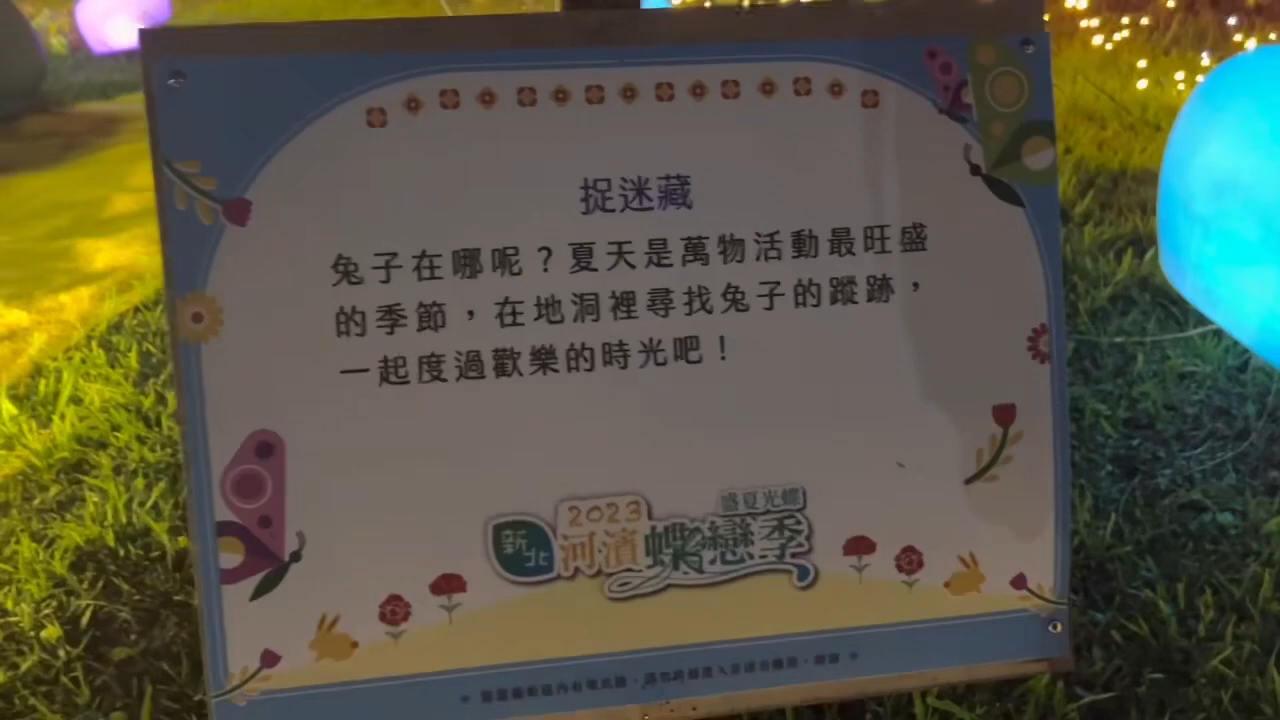 捉迷藏
兔子在哪呢？夏天是萬物活動最旺盛
的季節，在地洞裡尋找兔子的蹤跡，
一起度過歡樂的時光吧！
盛夏光蝶
2023
新北
河濱蝶戀季